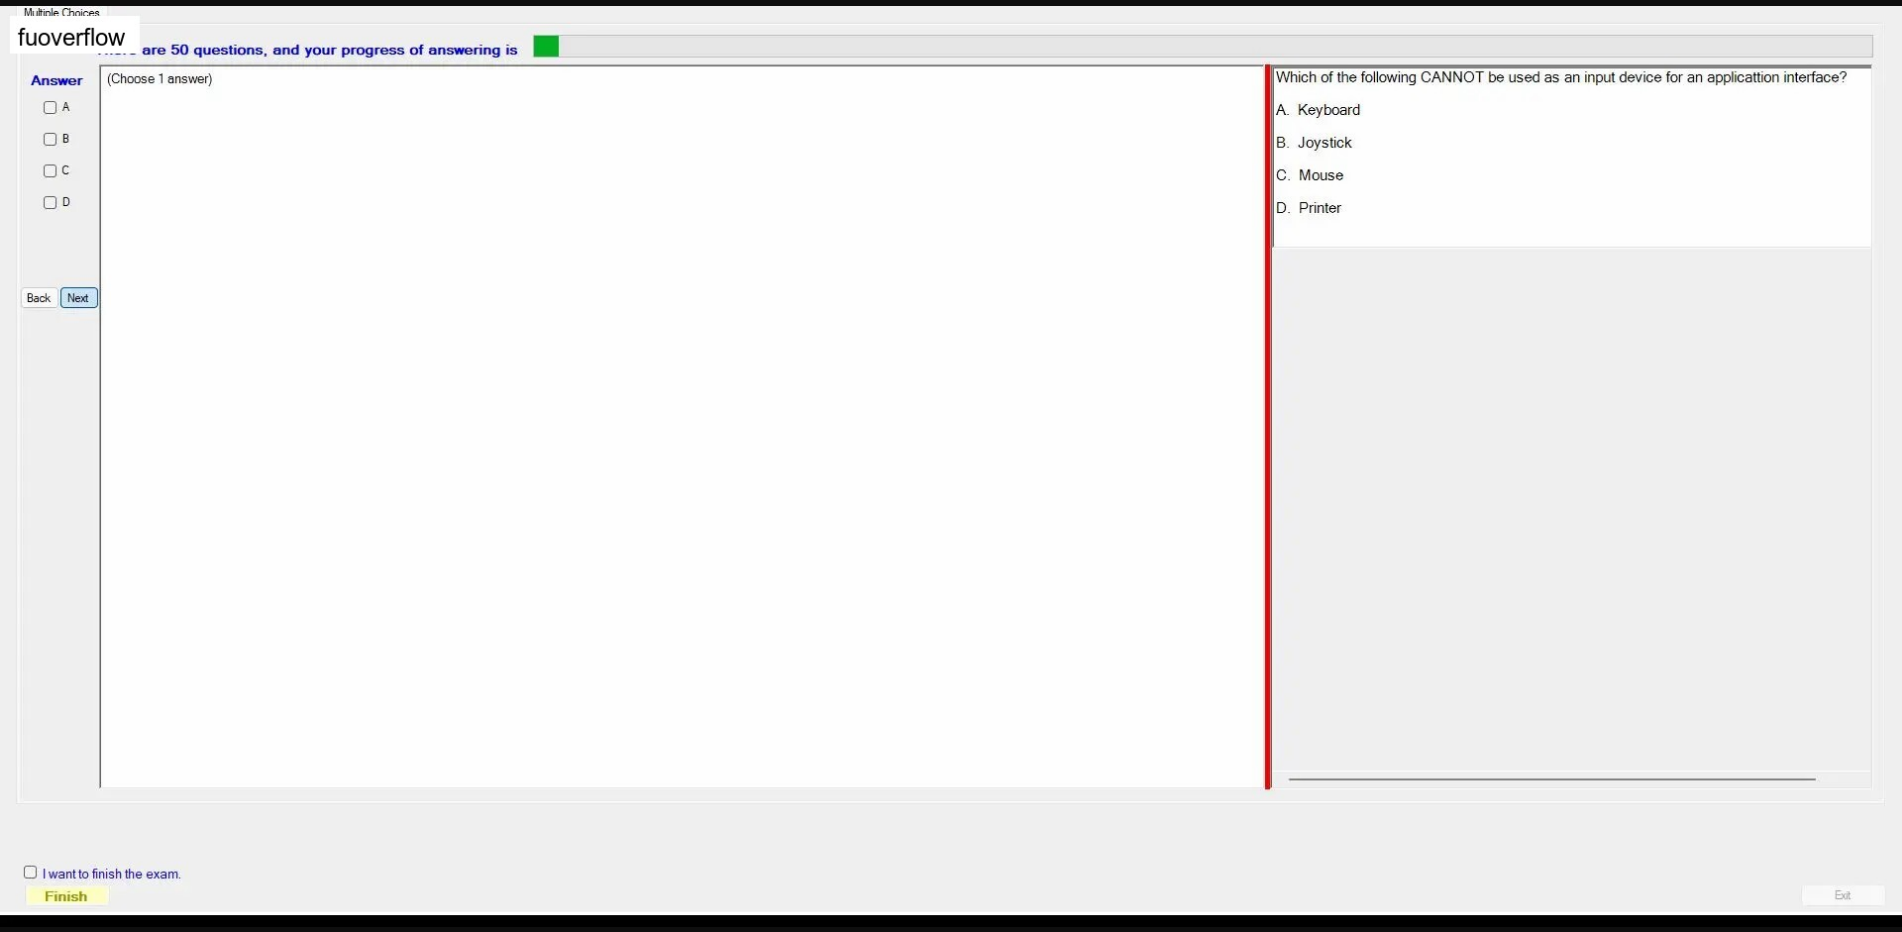 Multiple Choices
fuoverflow
are 50 questions, and your progress of answering is
Answer
(Choose 1 answer)
A
B
C
D
Back Next
Which of the following CANNOT be used as an input device for an applicattion interface?
A. Keyboard
B. Joystick
C. Mouse
D. Printer
I want to finish the exam.
Finish
Exit